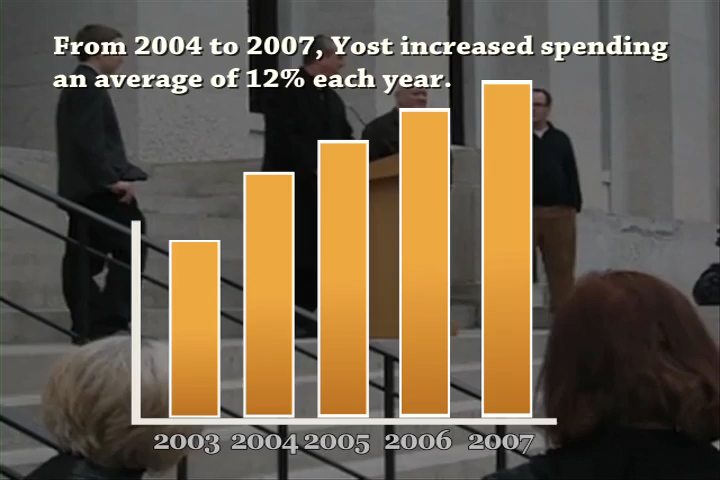 From 2004 to 2007, Yost increased spending
an average of 12% each year.
2003 2004 2005 2006 2007